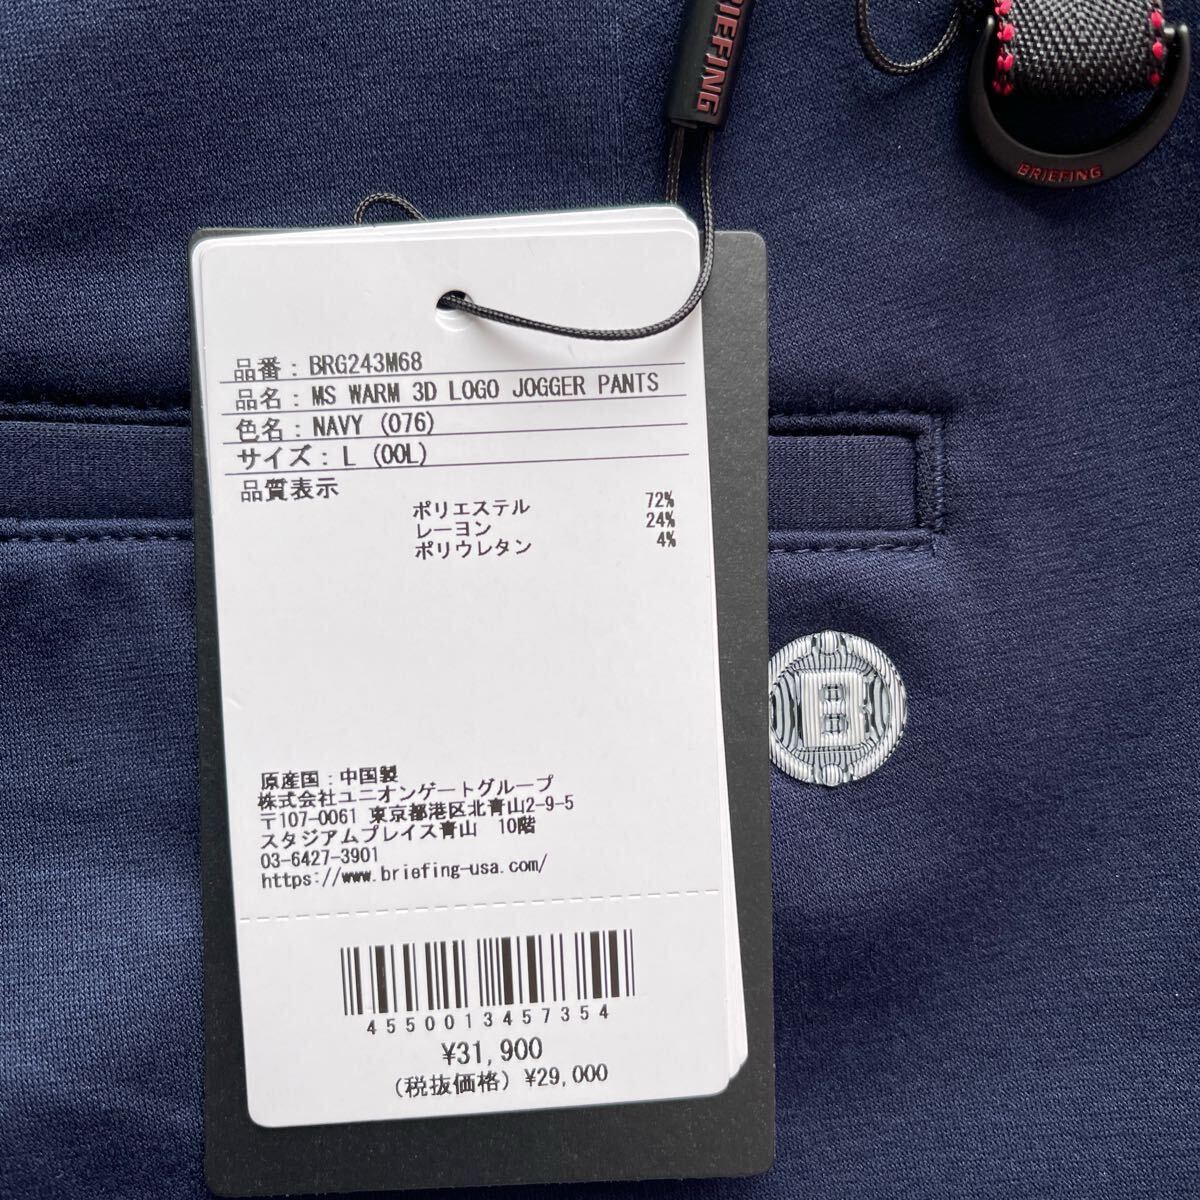 BRIEFING
BRIEFING
品番：BRG243M68
品名：MS WARM 3D LOGO JOGGER PANTS
色名：NAVY (076)
サイズ：L (00L)
品質表示
ポリエステル 72%
レーヨン 24%
ポリウレタン 4%
B
原産国：中国製
株式会社ユニオンゲートグループ
〒107-0061 東京都港区北青山2-9-5
スタジアムプレイス青山 10階
03-6427-3901
https://www.briefing-usa.com/
4550013457354
¥31,900
(税抜価格) ¥29,000